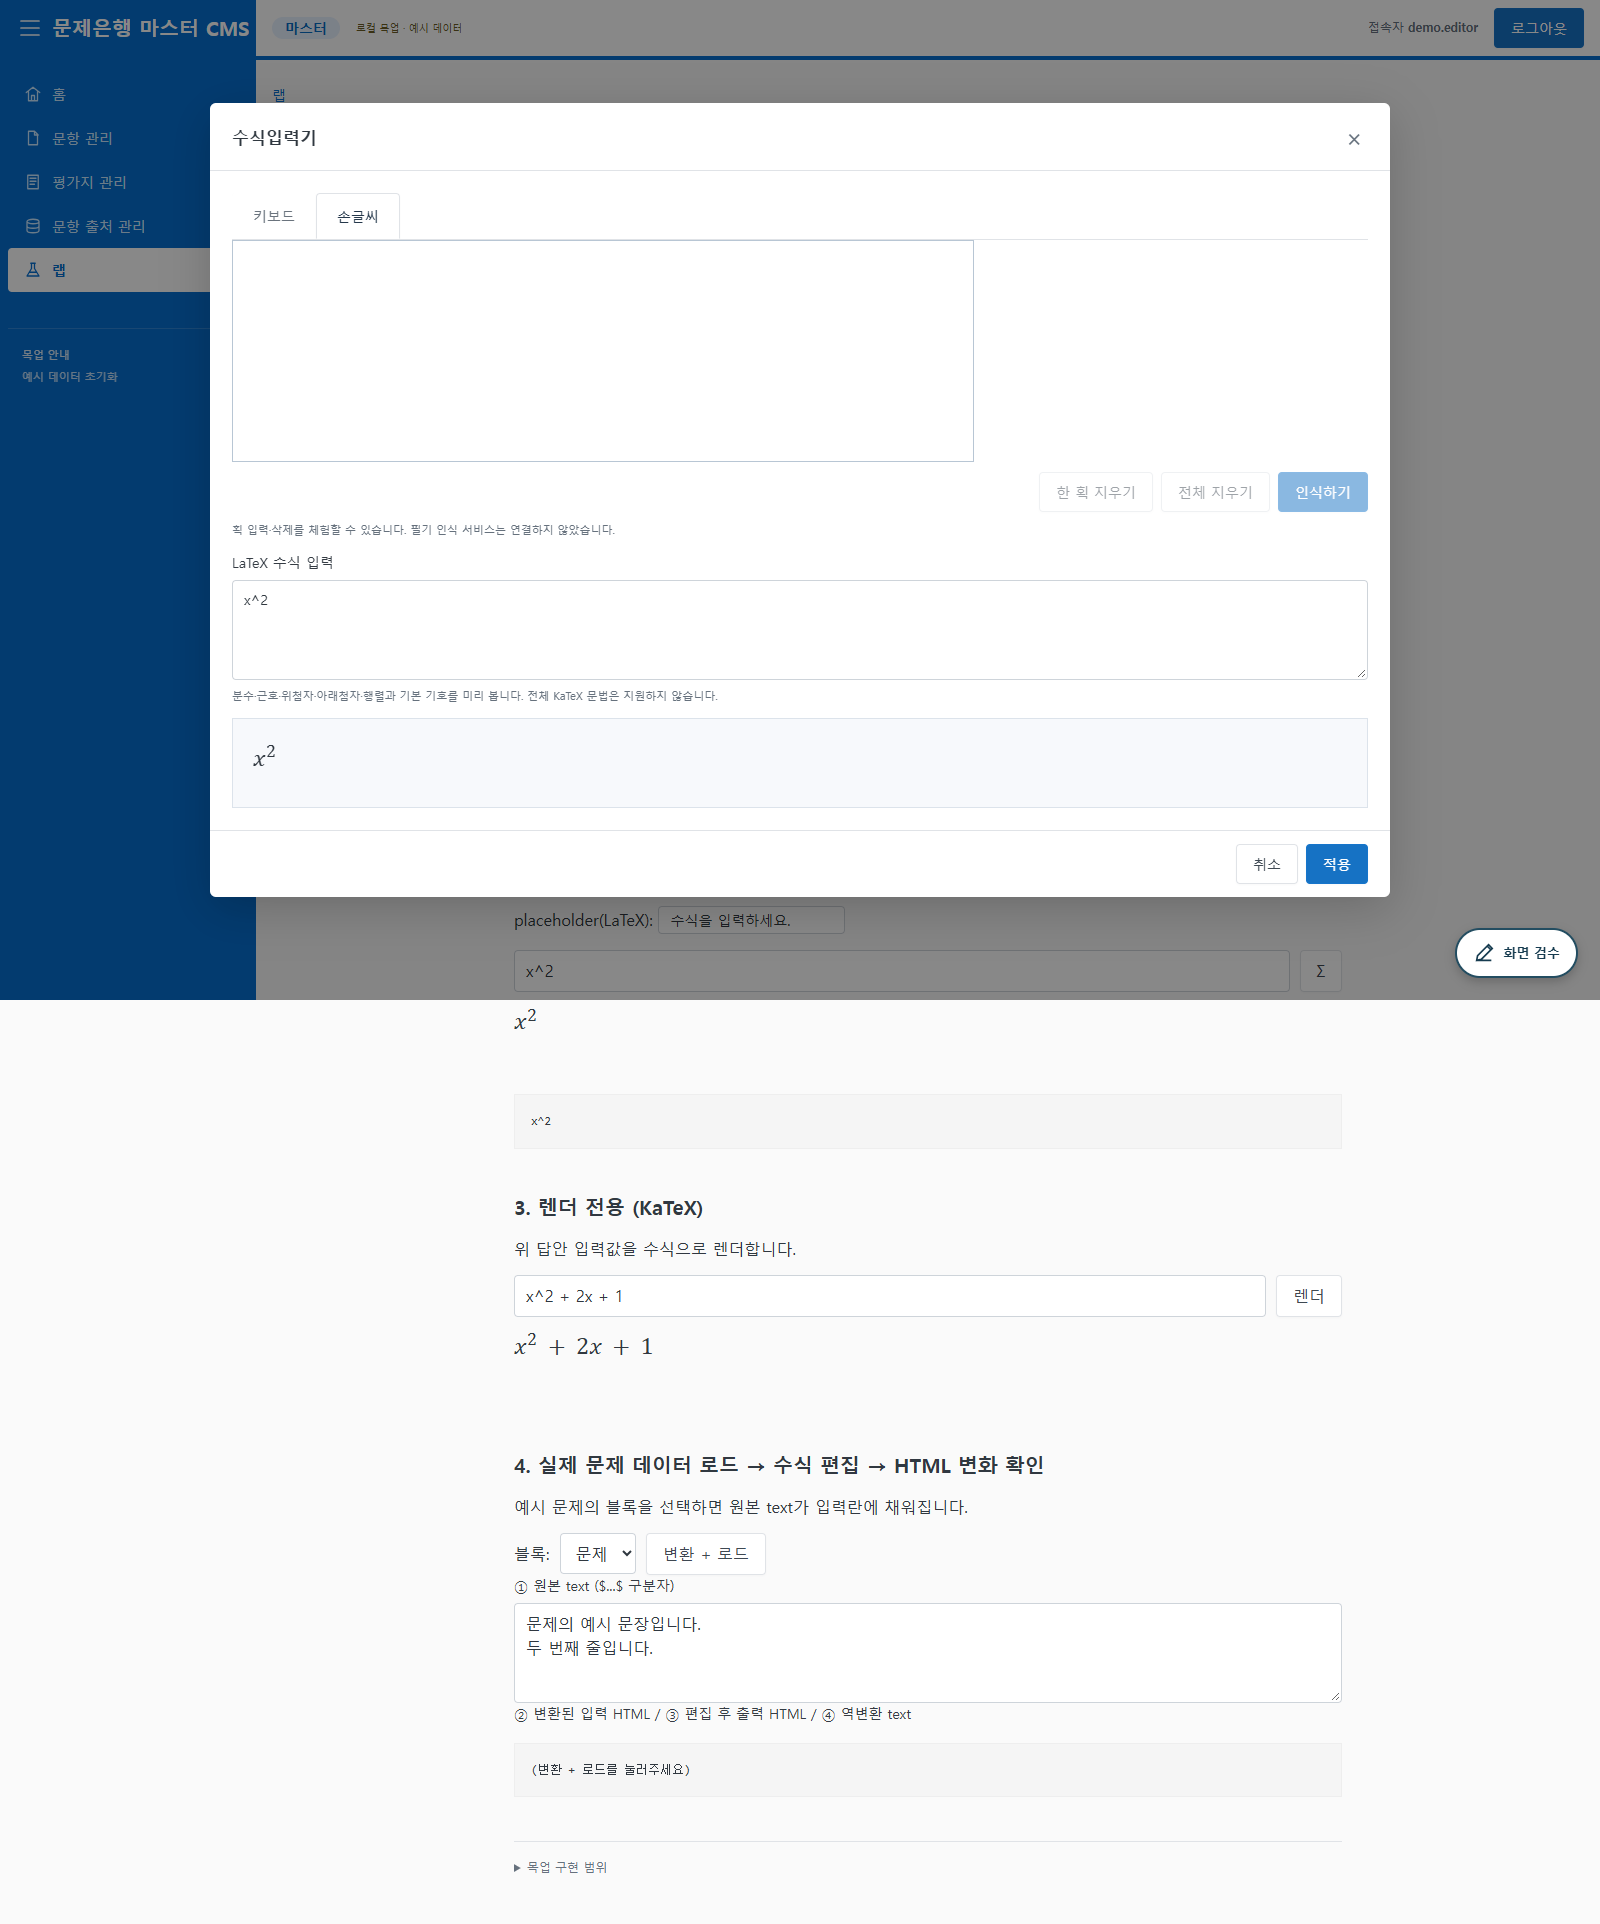 문제은행 마스터 CMS
마스터
로컬 목업 · 예시 데이터
접속자 demo.editor
로그아웃
홈
문항 관리
평가지 관리
문항 출처 관리
랩
목업 안내
예시 데이터 초기화
랩
수식입력기
×
키보드
손글씨
한 획 지우기
전체 지우기
인식하기
획 입력·삭제를 체험할 수 있습니다. 필기 인식 서비스는 연결하지 않았습니다.
LaTeX 수식 입력
x^2
분수·근호·위첨자·아래첨자·행렬과 기본 기호를 미리 봅니다. 전체 KaTeX 문법은 지원하지 않습니다.
x²
취소
적용
placeholder(LaTeX):
수식을 입력하세요.
x^2
Σ
화면 검수
x²
x^2
3. 렌더 전용 (KaTeX)
위 답안 입력값을 수식으로 렌더합니다.
x^2 + 2x + 1
렌더
x² + 2x + 1
4. 실제 문제 데이터 로드 → 수식 편집 → HTML 변화 확인
예시 문제의 블록을 선택하면 원본 text가 입력란에 채워집니다.
블록:
문제
변환 + 로드
① 원본 text ($...$ 구분자)
문제의 예시 문장입니다.
두 번째 줄입니다.
② 변환된 입력 HTML / ③ 편집 후 출력 HTML / ④ 역변환 text
(변환 + 로드를 눌러주세요)
▶ 목업 구현 범위